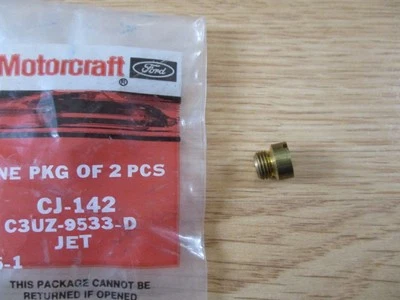 Motorcraft ® Ford
NE PKG OF 2 PCS
CJ-142
C3UZ-9533-D
JET
-1
THIS PACKAGE CANNOT BE
RETURNED IF OPENED